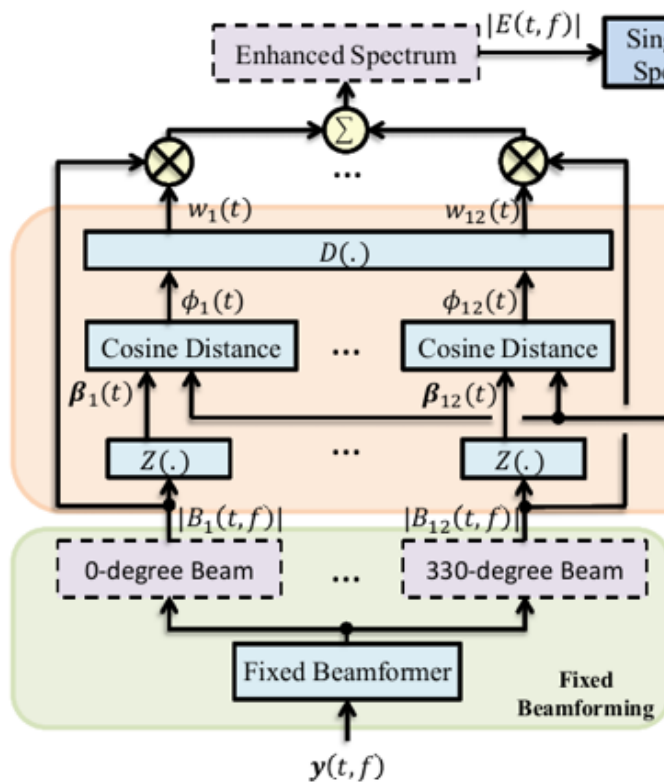 |E(t, f)|
Enhanced Spectrum
Σ
...
w₁(t)
w₁₂(t)
D(.)
ϕ₁(t)
ϕ₁₂(t)
Cosine Distance
...
Cosine Distance
β₁(t)
β₁₂(t)
Z(.)
...
Z(.)
|B₁(t, f)|
|B₁₂(t, f)|
0-degree Beam
...
330-degree Beam
Fixed Beamformer
Fixed
Beamforming
y(t, f)